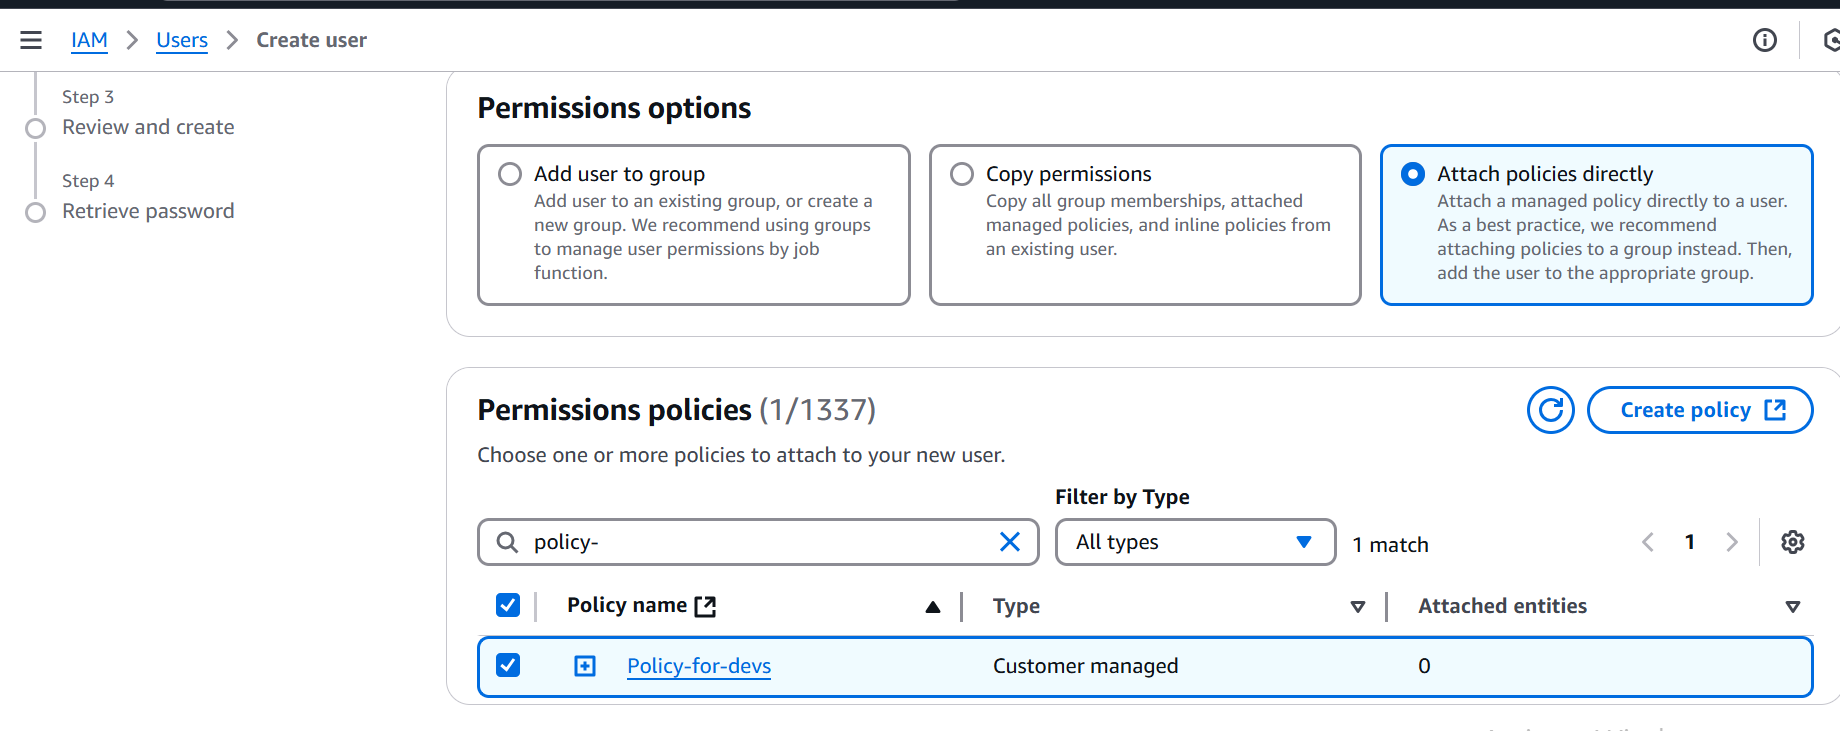 IAM > Users > Create user
Step 3
Review and create
Step 4
Retrieve password
Permissions options
Add user to group
Add user to an existing group, or create a
new group. We recommend using groups
to manage user permissions by job
function.
Copy permissions
Copy all group memberships, attached
managed policies, and inline policies from
an existing user.
Attach policies directly
Attach a managed policy directly to a user.
As a best practice, we recommend
attaching policies to a group instead. Then,
add the user to the appropriate group.
Permissions policies (1/1337)
Create policy
Choose one or more policies to attach to your new user.
Filter by Type
policy-
All types
1 match
1
Policy name
Type
Attached entities
Policy-for-devs
Customer managed
0